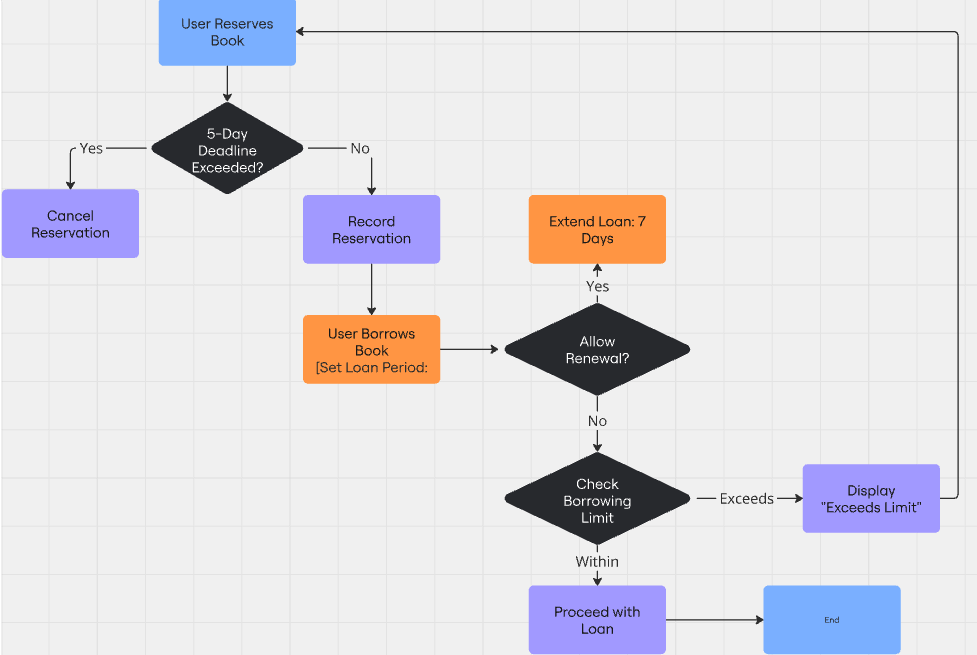 User Reserves
Book
5-Day
Deadline
Exceeded?
Yes
No
Cancel
Reservation
Record
Reservation
Extend Loan: 7
Days
Yes
User Borrows
Book
[Set Loan Period:
Allow
Renewal?
No
Check
Borrowing
Limit
Exceeds
Display
"Exceeds Limit"
Within
Proceed with
Loan
End